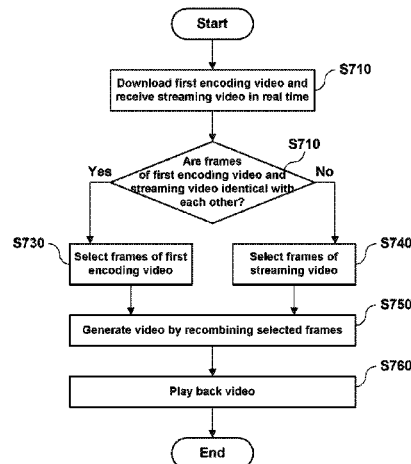 Start
S710
Download first encoding video and
receive streaming video in real time
S710
Are frames
of first encoding video and
streaming video identical with
each other?
Yes
No
S730
Select frames of first
encoding video
S740
Select frames of
streaming video
S750
Generate video by recombining selected frames
S760
Play back video
End